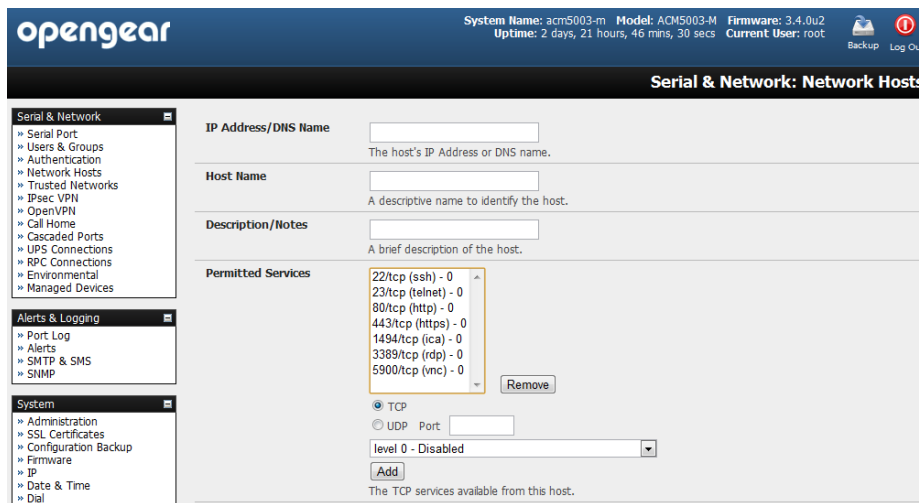 opengear
System Name: acm5003-m Model: ACM5003-M Firmware: 3.4.0u2
Uptime: 2 days, 21 hours, 46 mins, 30 secs Current User: root
Backup
Log Ou
Serial & Network: Network Hosts
Serial & Network
» Serial Port
» Users & Groups
» Authentication
» Network Hosts
» Trusted Networks
» IPsec VPN
» OpenVPN
» Call Home
» Cascaded Ports
» UPS Connections
» RPC Connections
» Environmental
» Managed Devices
Alerts & Logging
» Port Log
» Alerts
» SMTP & SMS
» SNMP
System
» Administration
» SSL Certificates
» Configuration Backup
» Firmware
» IP
» Date & Time
» Dial
IP Address/DNS Name
The host's IP Address or DNS name.
Host Name
A descriptive name to identify the host.
Description/Notes
A brief description of the host.
Permitted Services
22/tcp (ssh) - 0
23/tcp (telnet) - 0
80/tcp (http) - 0
443/tcp (https) - 0
1494/tcp (ica) - 0
3389/tcp (rdp) - 0
5900/tcp (vnc) - 0
Remove
TCP
UDP Port
level 0 - Disabled
Add
The TCP services available from this host.